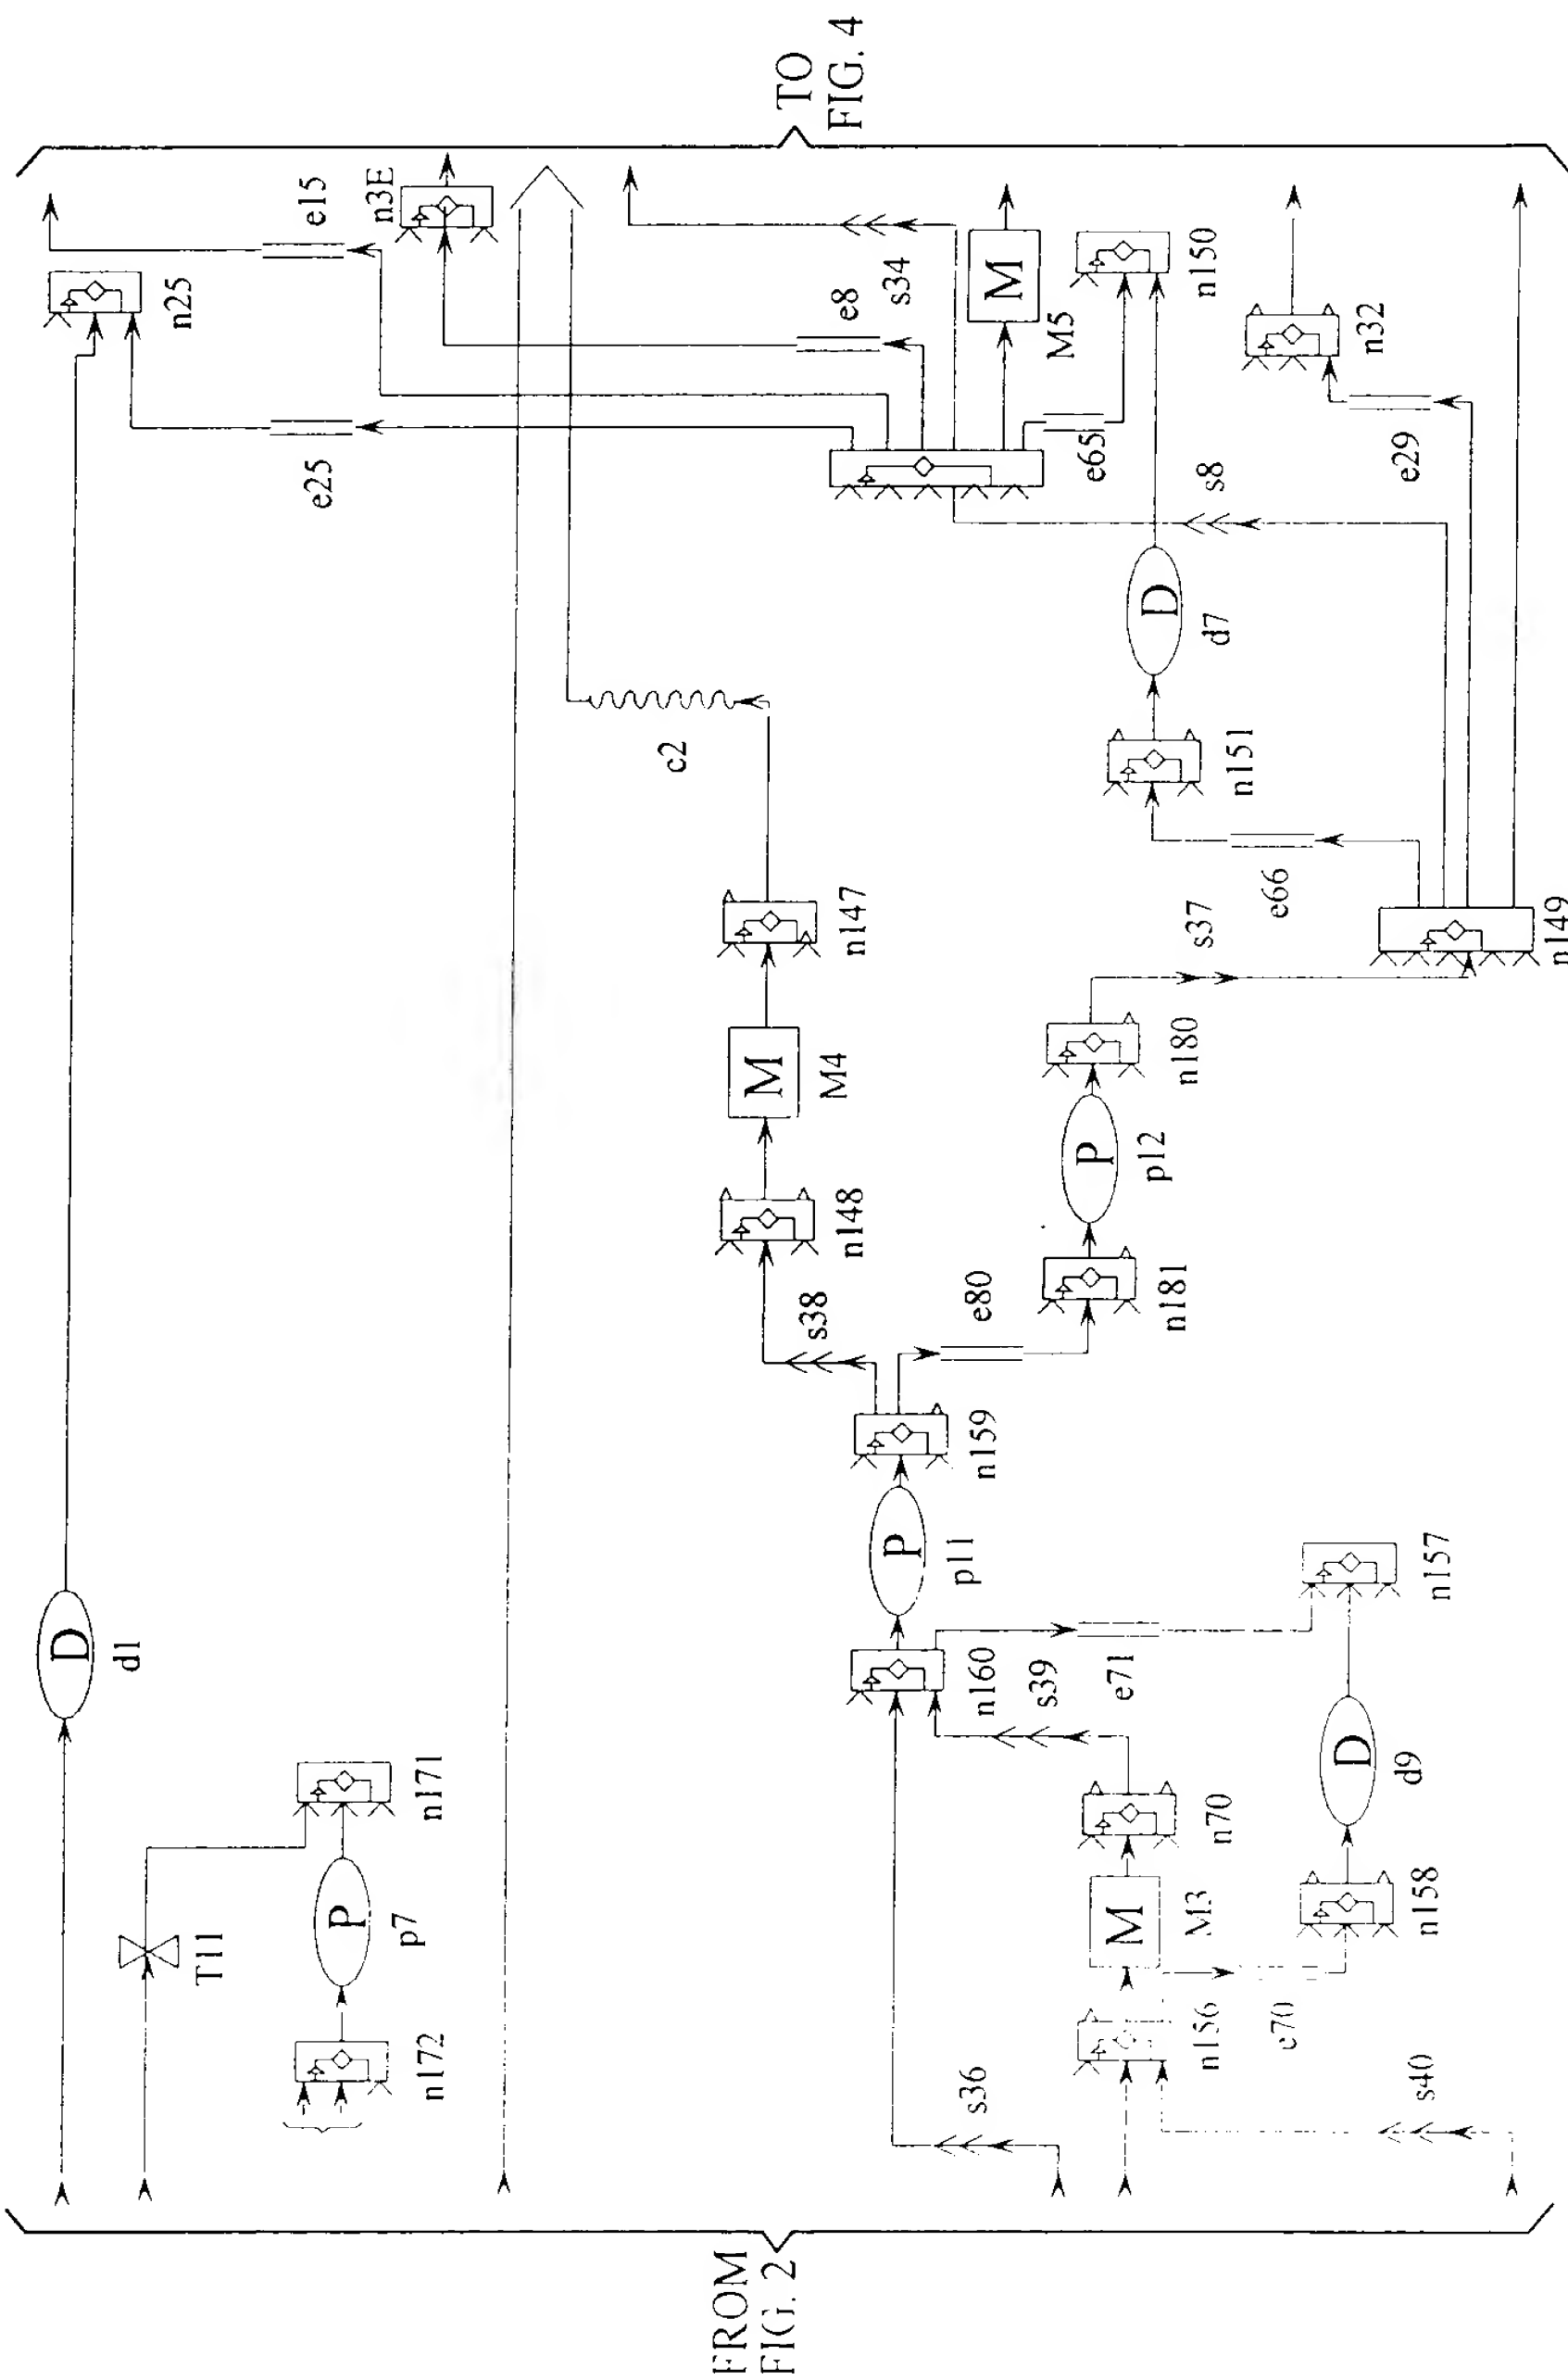 FROM
FIG. 2
D
d1
T11
P
p7
n172
n171
s36
n156
M
M3
e70
s40
n158
D
d9
n70
s39
n160
e71
n157
P
p11
n159
s38
e80
n148
M
M4
n147
c2
n181
P
p12
n180
s37
n149
e66
n151
D
d7
s8
e65
n150
e29
n32
M
M5
s34
e8
e25
n25
e15
n3E
TO
FIG. 4